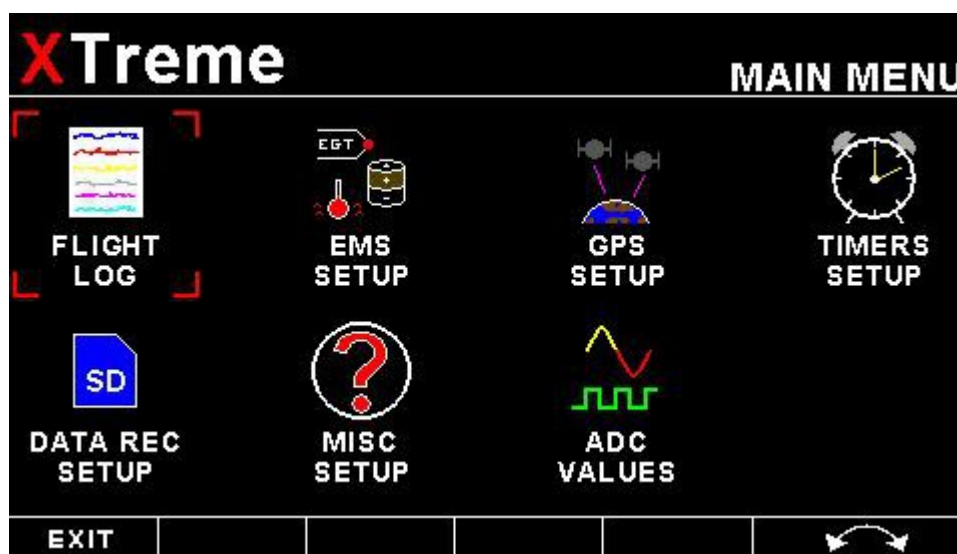 XTreme
MAIN MENU
EGT
FLIGHT
LOG
EMS
SETUP
GPS
SETUP
TIMERS
SETUP
SD
DATA REC
SETUP
MISC
SETUP
ADC
VALUES
EXIT